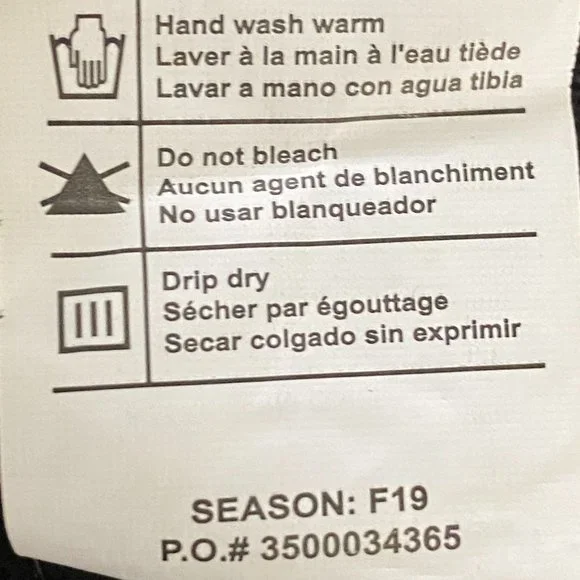 Hand wash warm
Laver à la main à l'eau tiède
Lavar a mano con agua tibia
Do not bleach
Aucun agent de blanchiment
No usar blanqueador
Drip dry
Sécher par égouttage
Secar colgado sin exprimir
SEASON: F19
P.O.# 3500034365